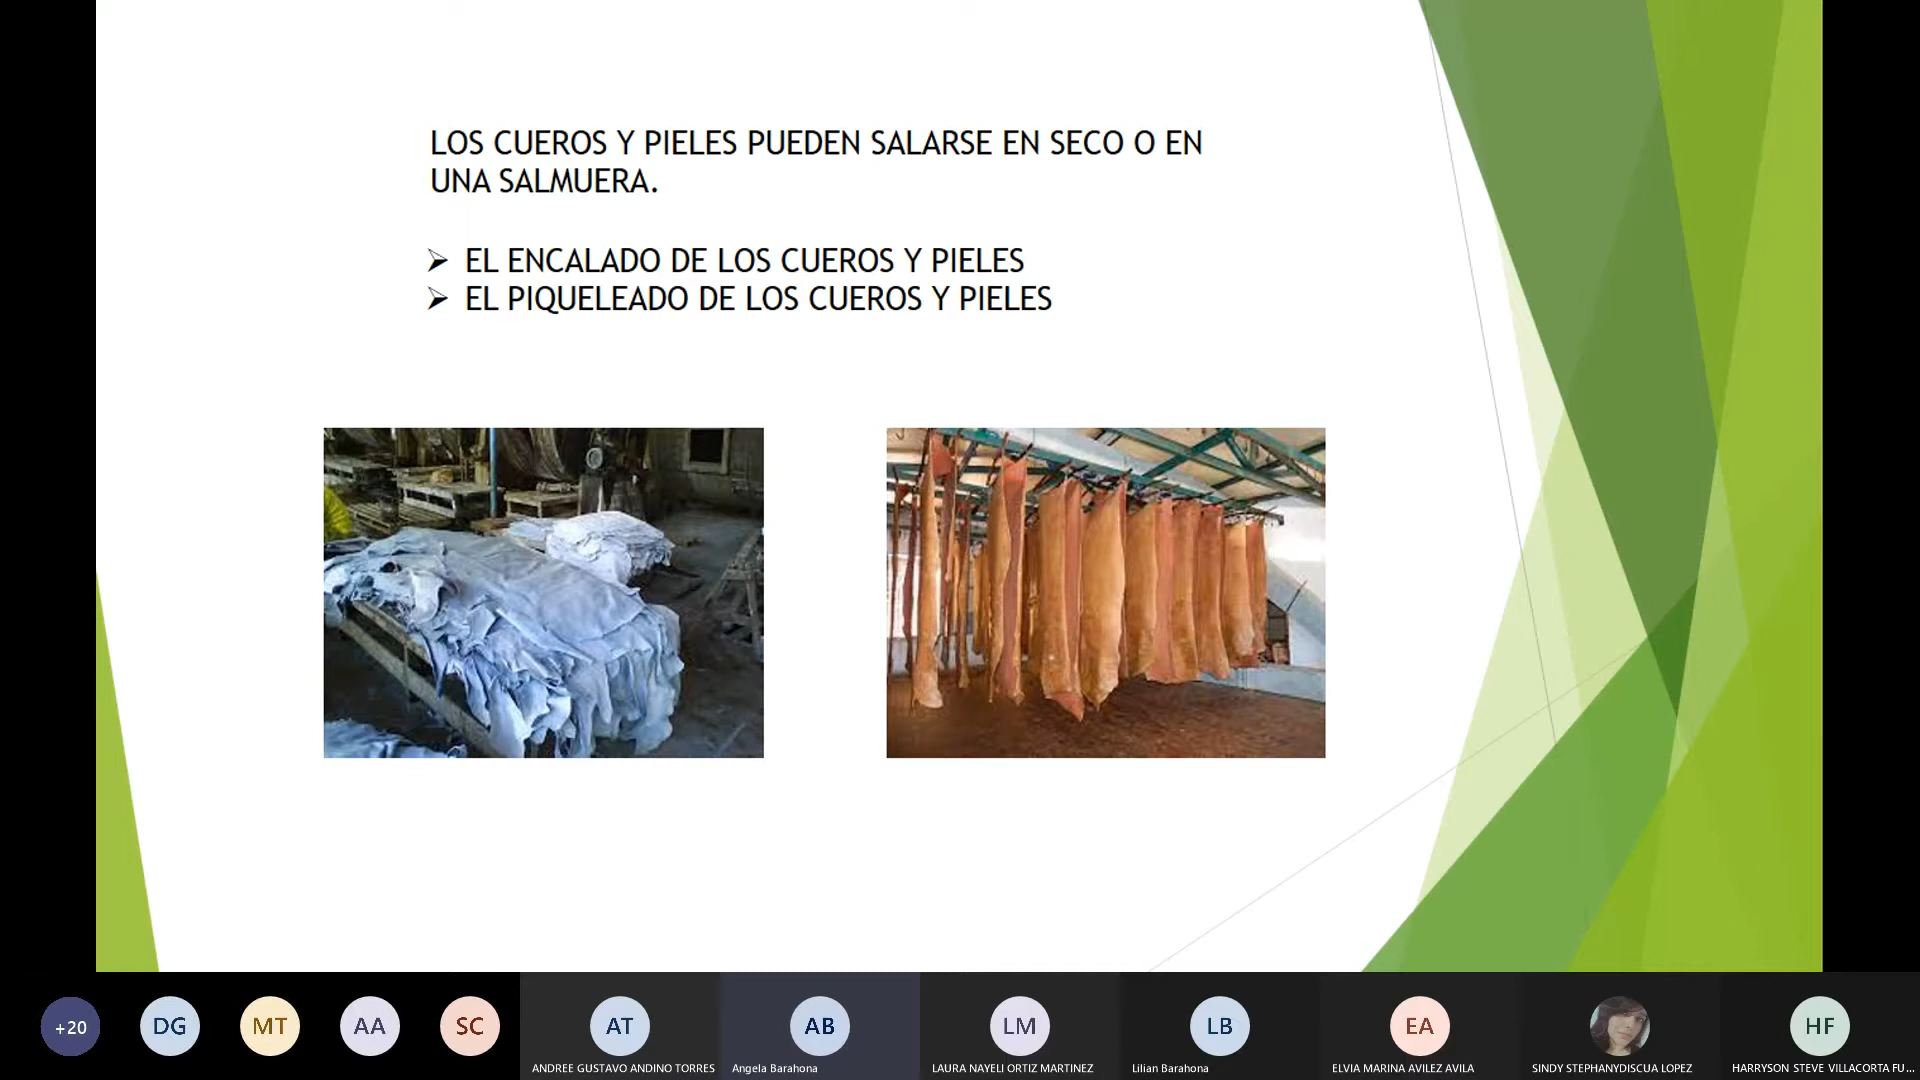 LOS CUEROS Y PIELES PUEDEN SALARSE EN SECO O EN
UNA SALMUERA.
➢ EL ENCALADO DE LOS CUEROS Y PIELES
➢ EL PIQUELEADO DE LOS CUEROS Y PIELES
+20
DG
MT
AA
SC
AT
AB
LM
LB
EA
HF
ANDREE GUSTAVO ANDINO TORRES
Angela Barahona
LAURA NAYELI ORTIZ MARTINEZ
Lilian Barahona
ELVIA MARINA AVILEZ AVILA
SINDY STEPHANYDISCUA LOPEZ
HARRYSON STEVE VILLACORTA FU...